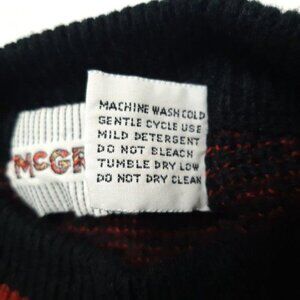 MACHINE WASH COLD
GENTLE CYCLE USE
MILD DETERGENT
DO NOT BLEACH
TUMBLE DRY LOW
DO NOT DRY CLEAN
McGR